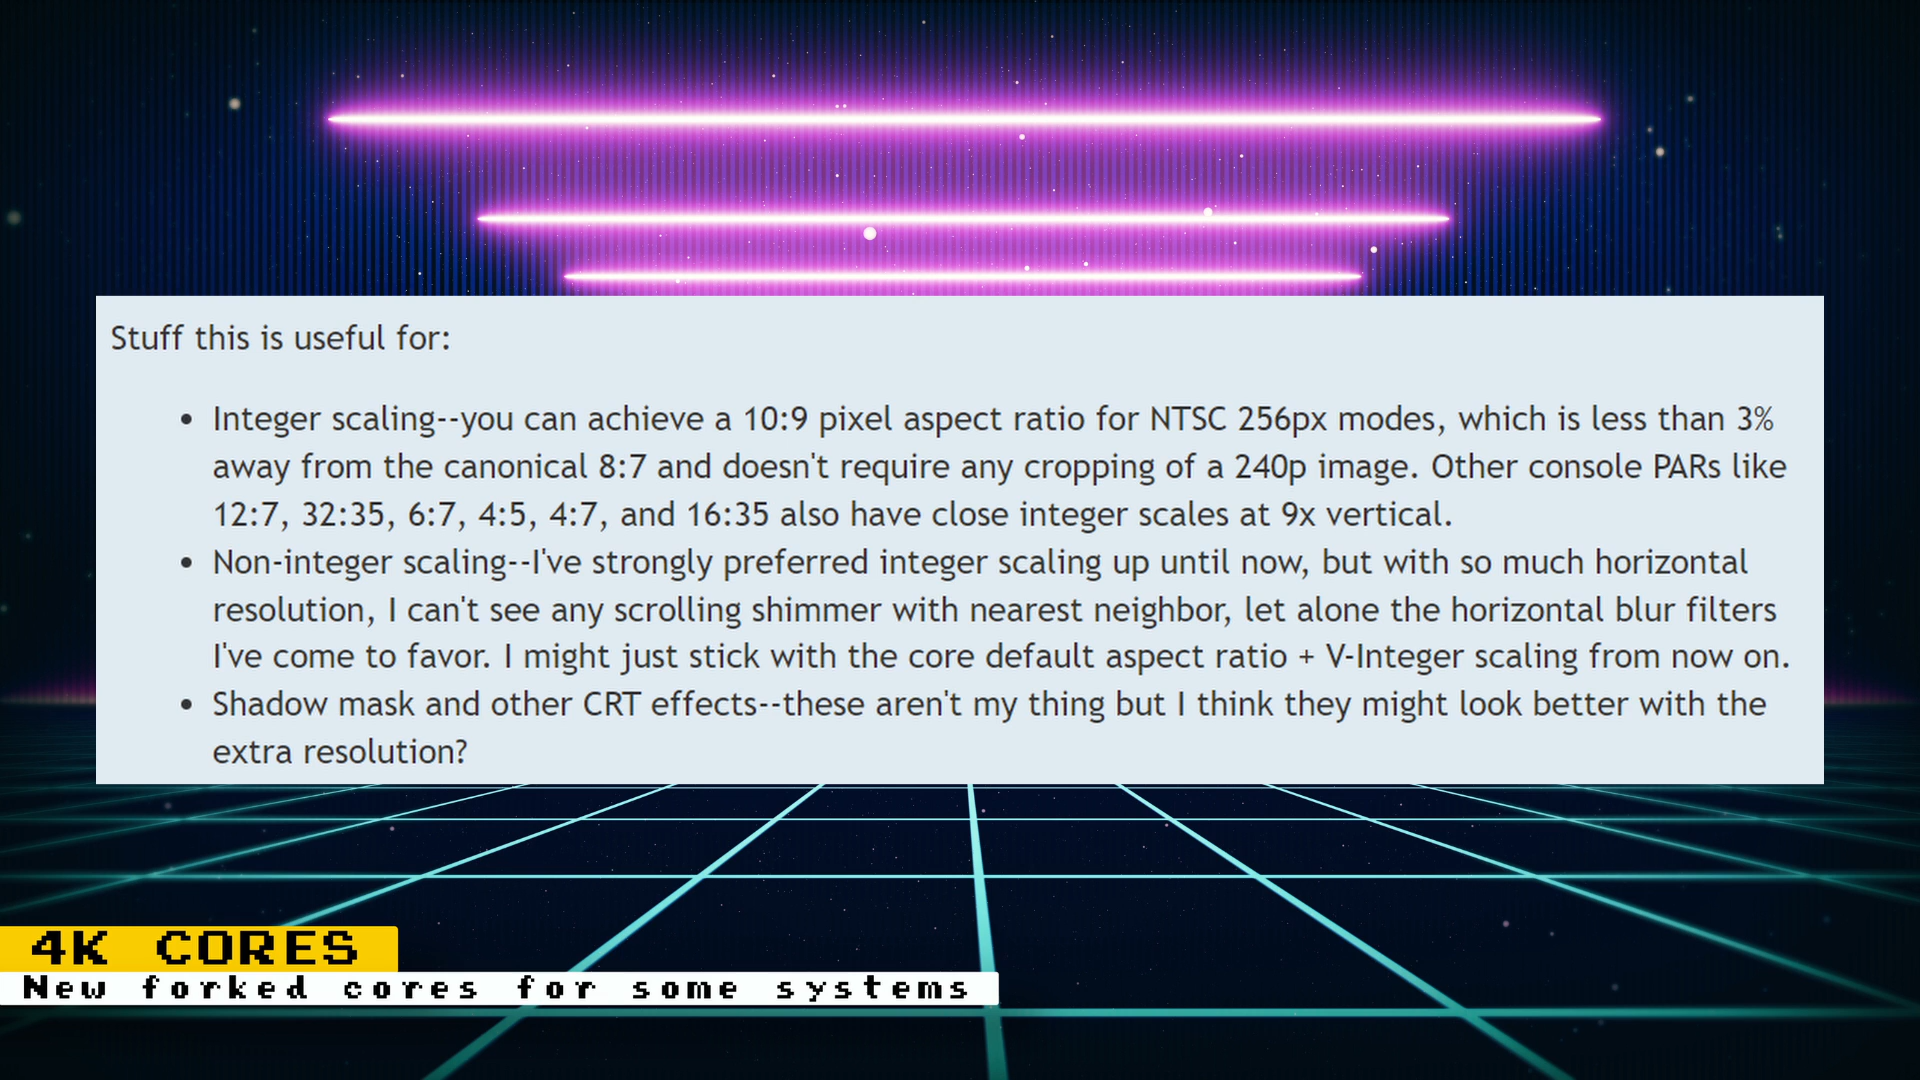 Stuff this is useful for:
• Integer scaling--you can achieve a 10:9 pixel aspect ratio for NTSC 256px modes, which is less than 3%
away from the canonical 8:7 and doesn't require any cropping of a 240p image. Other console PARs like
12:7, 32:35, 6:7, 4:5, 4:7, and 16:35 also have close integer scales at 9x vertical.
• Non-integer scaling--I've strongly preferred integer scaling up until now, but with so much horizontal
resolution, I can't see any scrolling shimmer with nearest neighbor, let alone the horizontal blur filters
I've come to favor. I might just stick with the core default aspect ratio + V-Integer scaling from now on.
• Shadow mask and other CRT effects--these aren't my thing but I think they might look better with the
extra resolution?
4K CORES
New forked cores for some systems